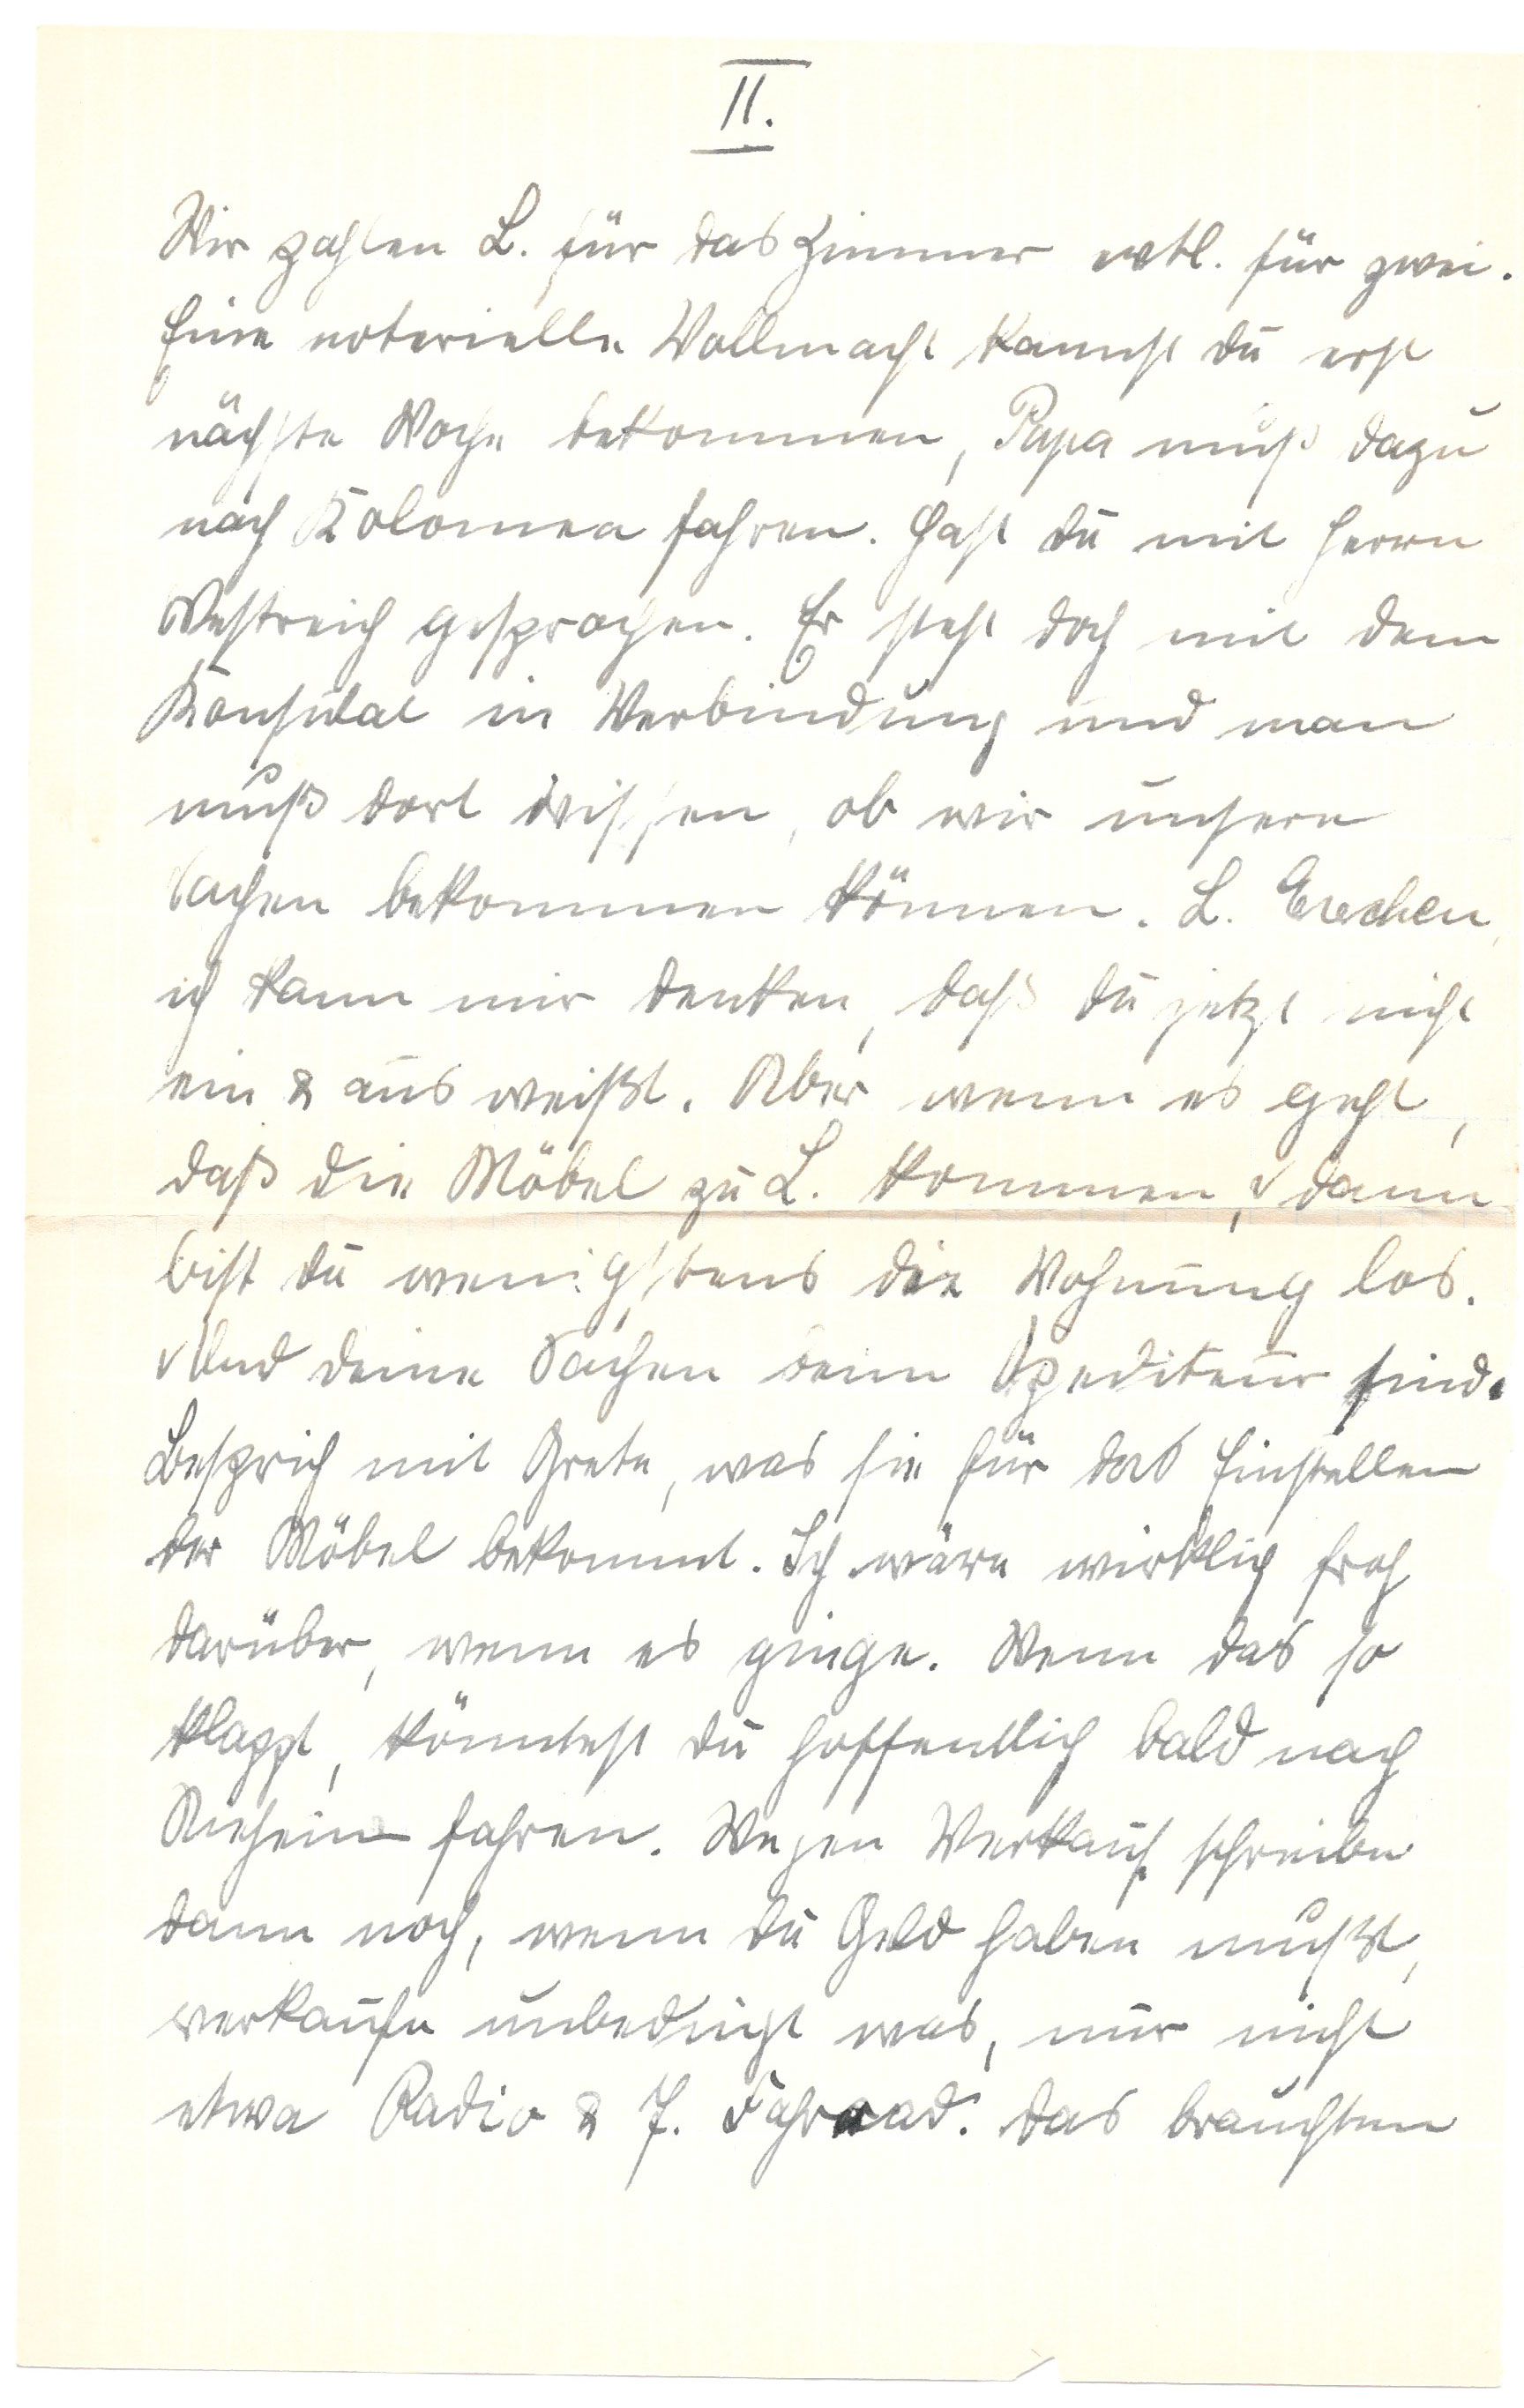 II.
Wir zahlen L. für das Zimmer evtl. für zwei.
Eine notarielle Vollmacht kannst du erst
nächste Woche bekommen, Papa muß dazu
nach Kolomea fahren. Hast du mit Herrn
Westreich gesprochen. Er steht doch mit dem
Konsulat in Verbindung und man
muß dort wissen, ob wir unsere
Sachen bekommen können. L. Evchen,
ich kann mir denken, daß du jetzt nicht
ein & aus weißt. Aber wenn es geht,
daß die Möbel zu L. kommen, dann
bist du wenigstens die Wohnung los.
Und deine Sachen beim Spediteur sind.
Besprich mit Grete, was sie für das Einstellen
der Möbel bekommt. Ich wäre wirklich froh
darüber, wenn es ginge. Wenn das so
klappt, könntest du hoffentlich bald nach
fahren. Wegen Verkauf schreibe
dann noch, wenn du Geld haben mußt,
verkaufe unbedingt was, nur nicht
etwa Radio & J. Fahrrad. Das brauchten